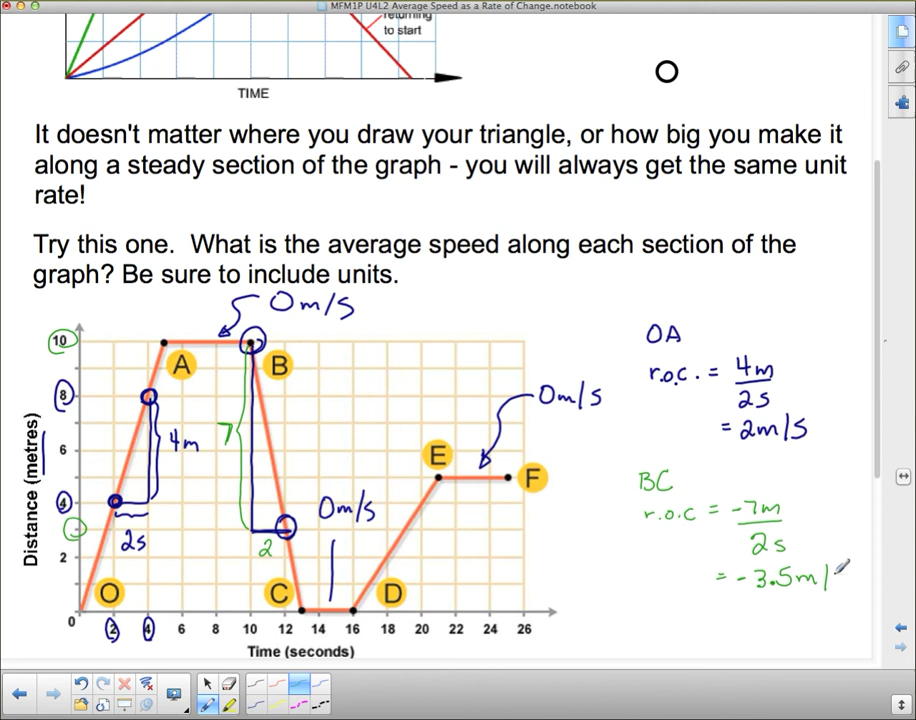 MFM1P U4L2 Average Speed as a Rate of Change.notebook
returning
to start
TIME
It doesn't matter where you draw your triangle, or how big you make it
along a steady section of the graph - you will always get the same unit
rate!
Try this one. What is the average speed along each section of the
graph? Be sure to include units.
0m/s
OA
r.o.c. = 4m
2s
= 2m/s
BC
r.o.c = -7m
2s
= -3.5m/
Distance (metres)
10
8
6
4
2
0
A
B
7
4m
2s
2
0m/s
0m/s
E
F
O
C
D
2 4 6 8 10 12 14 16 18 20 22 24 26
Time (seconds)